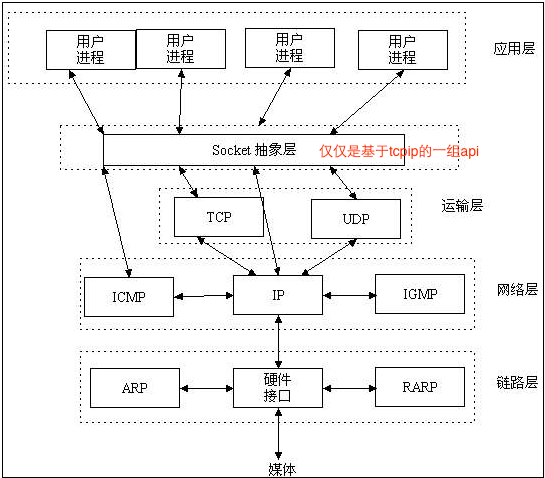 用户
进程
用户
进程
用户
进程
用户
进程
应用层
Socket 抽象层
仅仅是基于tcpip的一组api
TCP
UDP
运输层
ICMP
IP
IGMP
网络层
ARP
硬件
接口
RARP
链路层
媒体